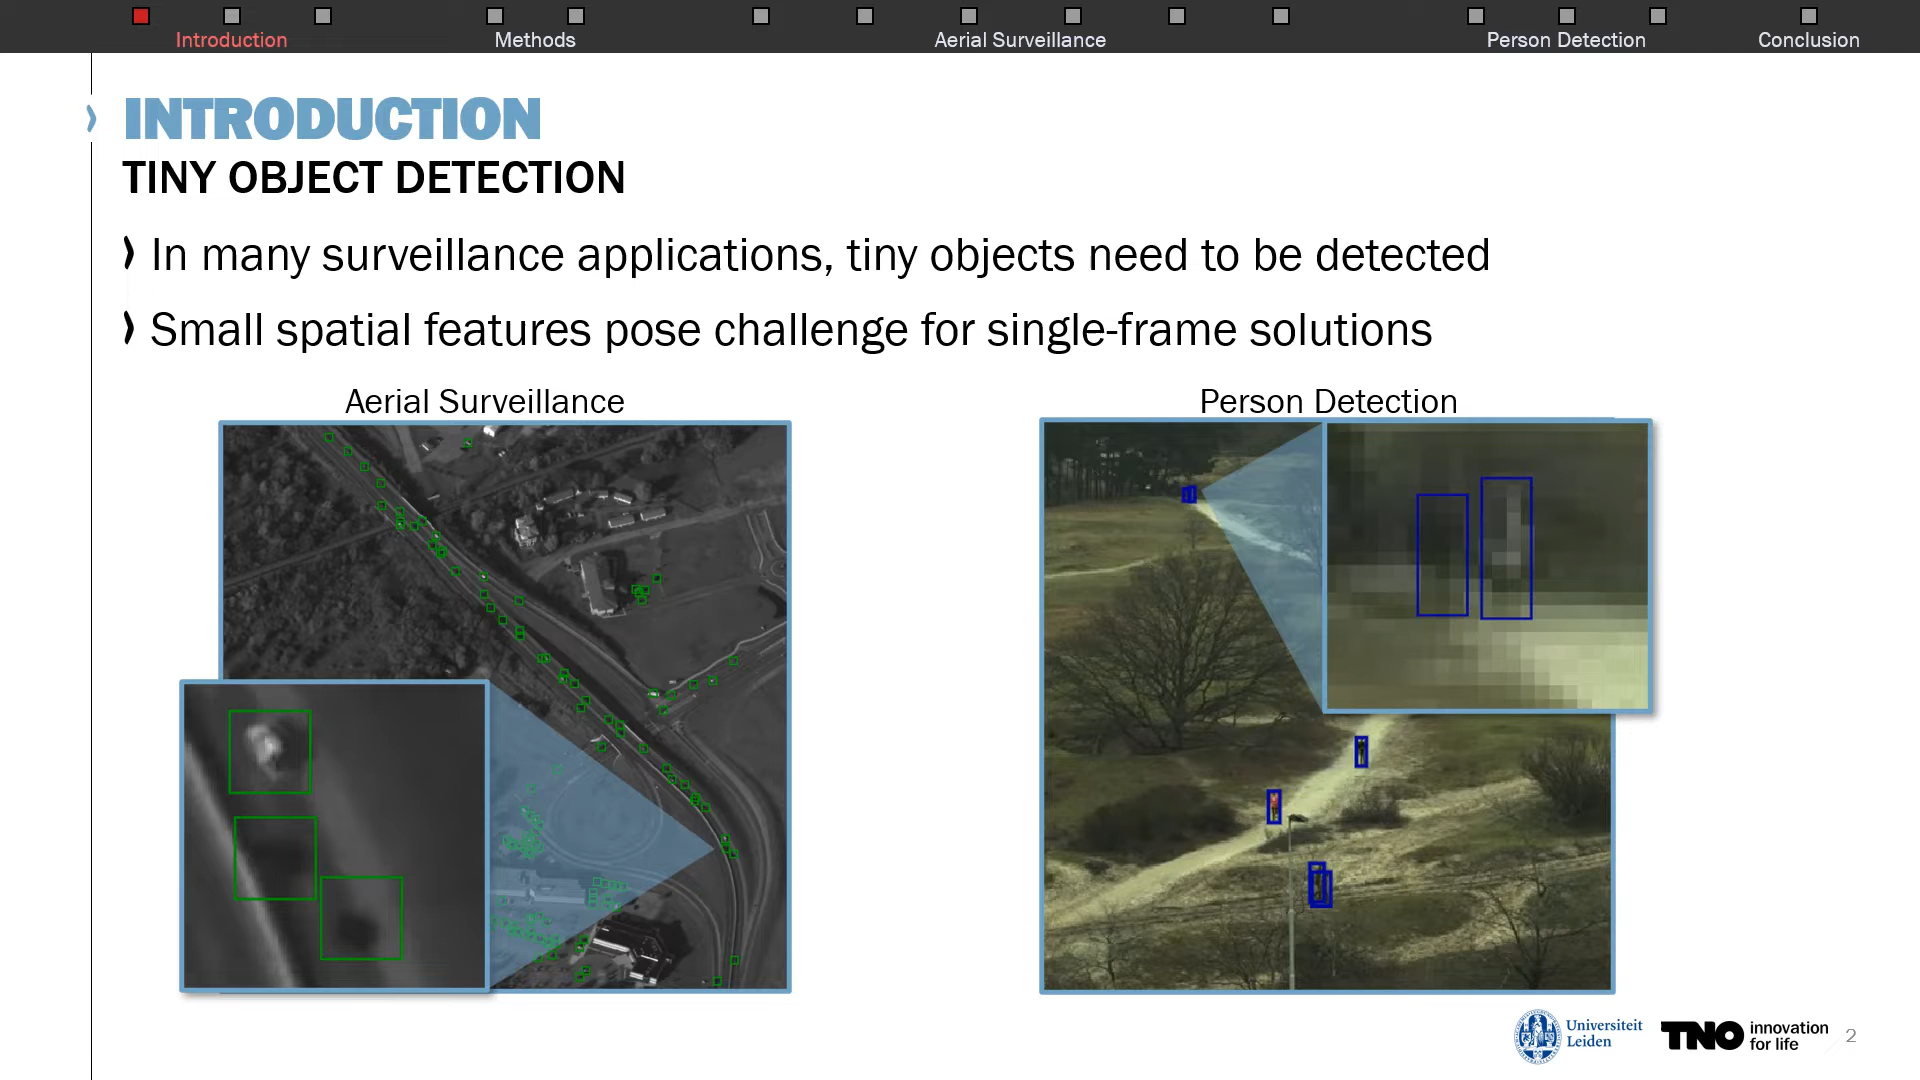 Introduction
Methods
Aerial Surveillance
Person Detection
Conclusion
INTRODUCTION
TINY OBJECT DETECTION
In many surveillance applications, tiny objects need to be detected
Small spatial features pose challenge for single-frame solutions
Aerial Surveillance
Person Detection
Universiteit
Leiden
TNO innovation
for life
2